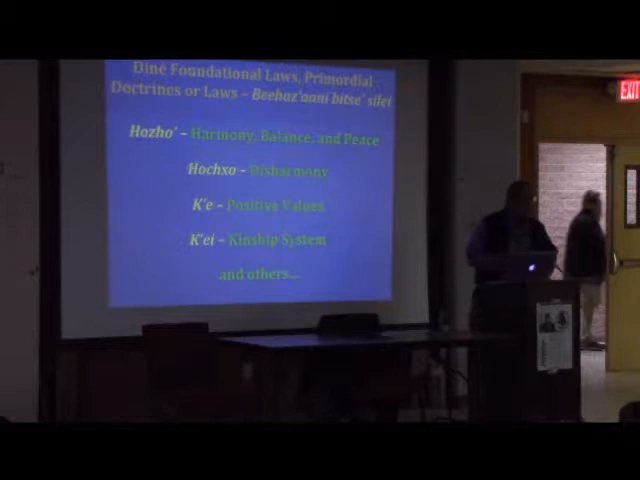 Diné Foundational Laws, Primordial
Doctrines or Laws – Beehaz'aani bitse' silei
Hozho' – Harmony, Balance, and Peace
Hochxo – Disharmony
K'e – Positive Values
K'ei – Kinship System
and others...
EXIT